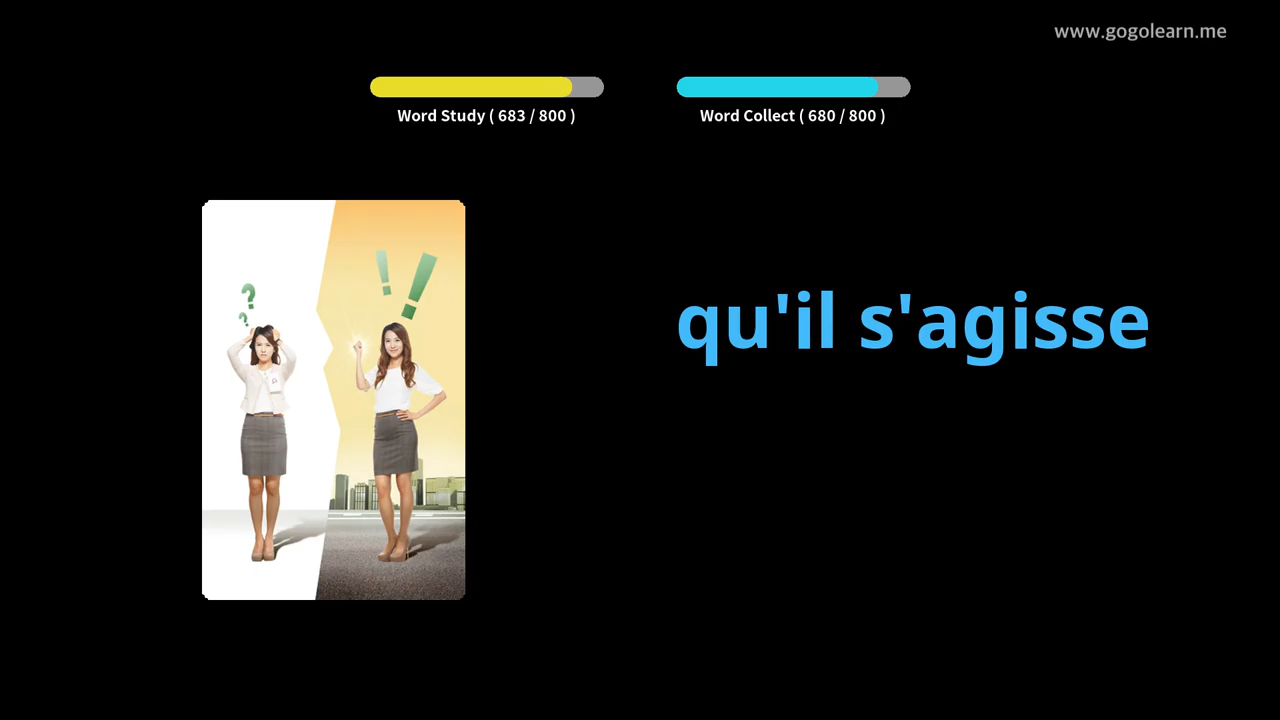 www.gogolearn.me
Word Study ( 683 / 800 )
Word Collect ( 680 / 800 )
? ?
! !
qu'il s'agisse